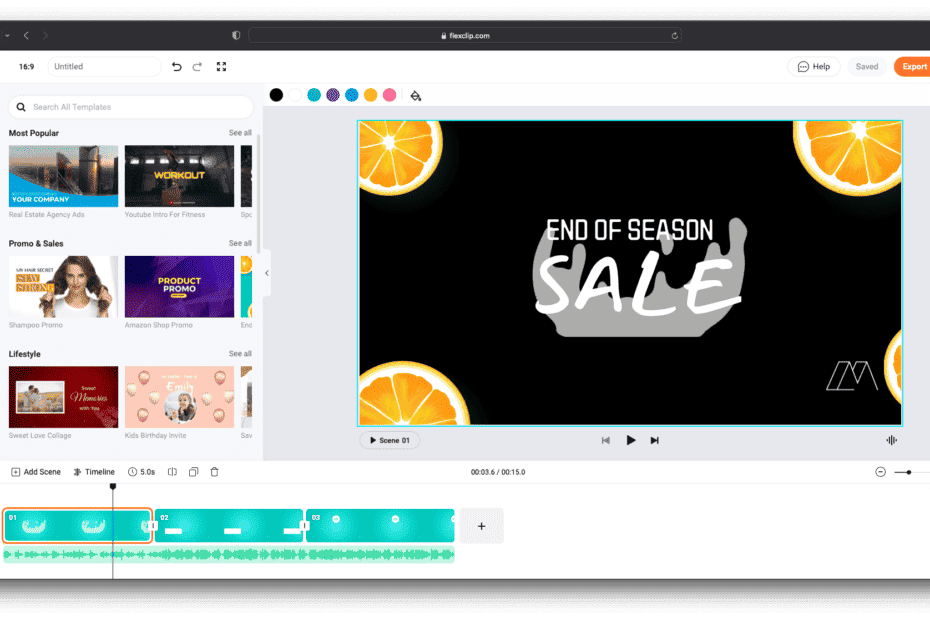 flexclip.com
16:9
Untitled
Help
Saved
Export
Search All Templates
Most Popular
See all
YOUR COMPANY
WORKOUT
Real Estate Agency Ads
Youtube Intro For Fitness
Spo
Promo & Sales
See all
UN HAIR SECRET
STAY
STRONG
PRODUCT
PROMO
Shampoo Promo
Amazon Shop Promo
End
Lifestyle
See all
Sweet
Memories
with You
Emily
Sweet Love Collage
Kids Birthday Invite
Sav
END OF SEASON
SALE
Scene 01
Add Scene
Timeline
5.0s
00:03.6 / 00:15.0
01
02
03